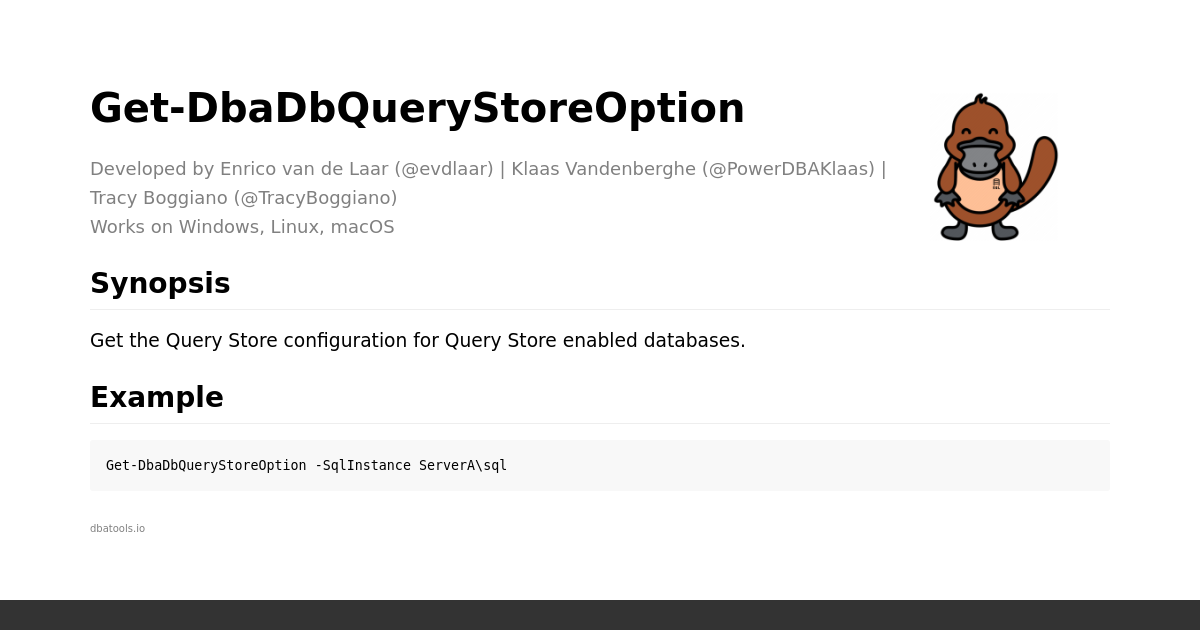 Get-DbaDbQueryStoreOption
Developed by Enrico van de Laar (@evdlaar) | Klaas Vandenberghe (@PowerDBAKlaas) |
Tracy Boggiano (@TracyBoggiano)
Works on Windows, Linux, macOS
Synopsis
Get the Query Store configuration for Query Store enabled databases.
Example
Get-DbaDbQueryStoreOption -SqlInstance ServerA\sql
dbatools.io